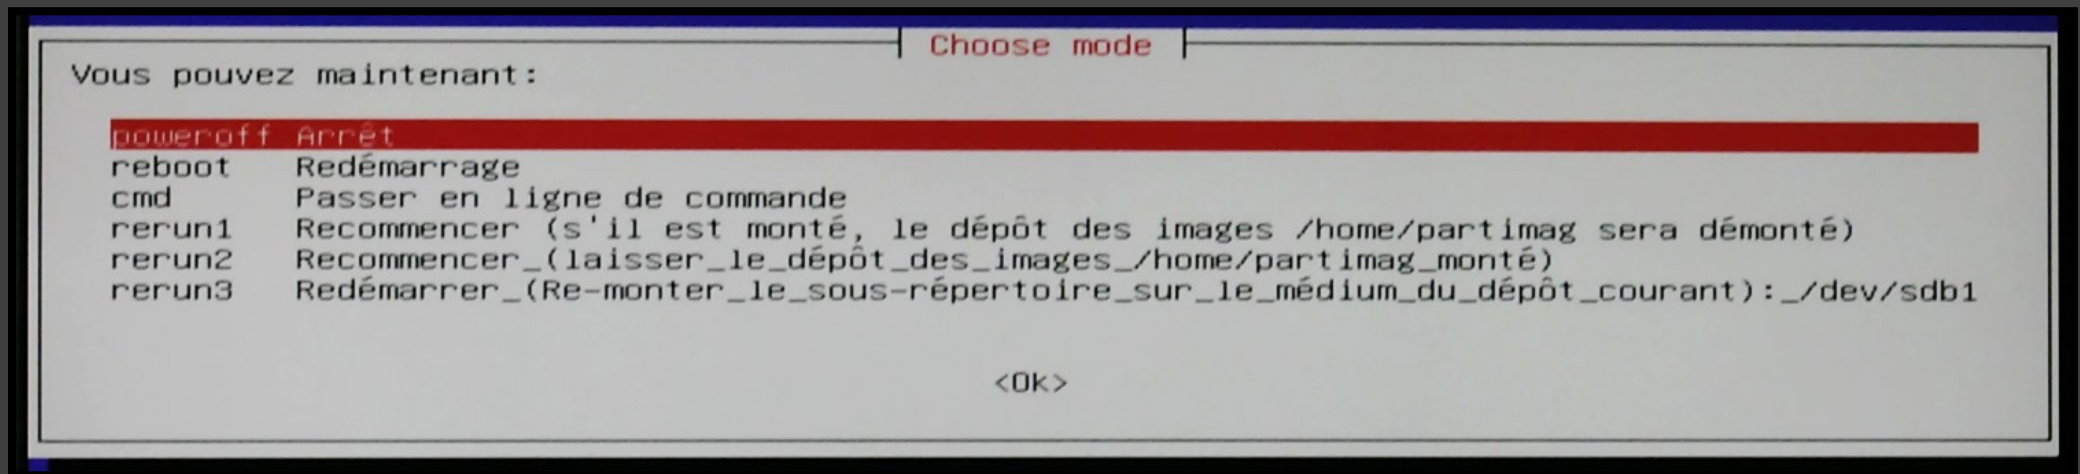 Choose mode
Vous pouvez maintenant:
poweroff Arrêt
reboot Redémarrage
cmd Passer en ligne de commande
rerun1 Recommencer (s'il est monté, le dépôt des images /home/partimag sera démonté)
rerun2 Recommencer_(laisser_le_dépôt_des_images_/home/partimag_monté)
rerun3 Redémarrer_(Re-monter_le_sous-répertoire_sur_le_médium_du_dépôt_courant):_/dev/sdb1
<Ok>